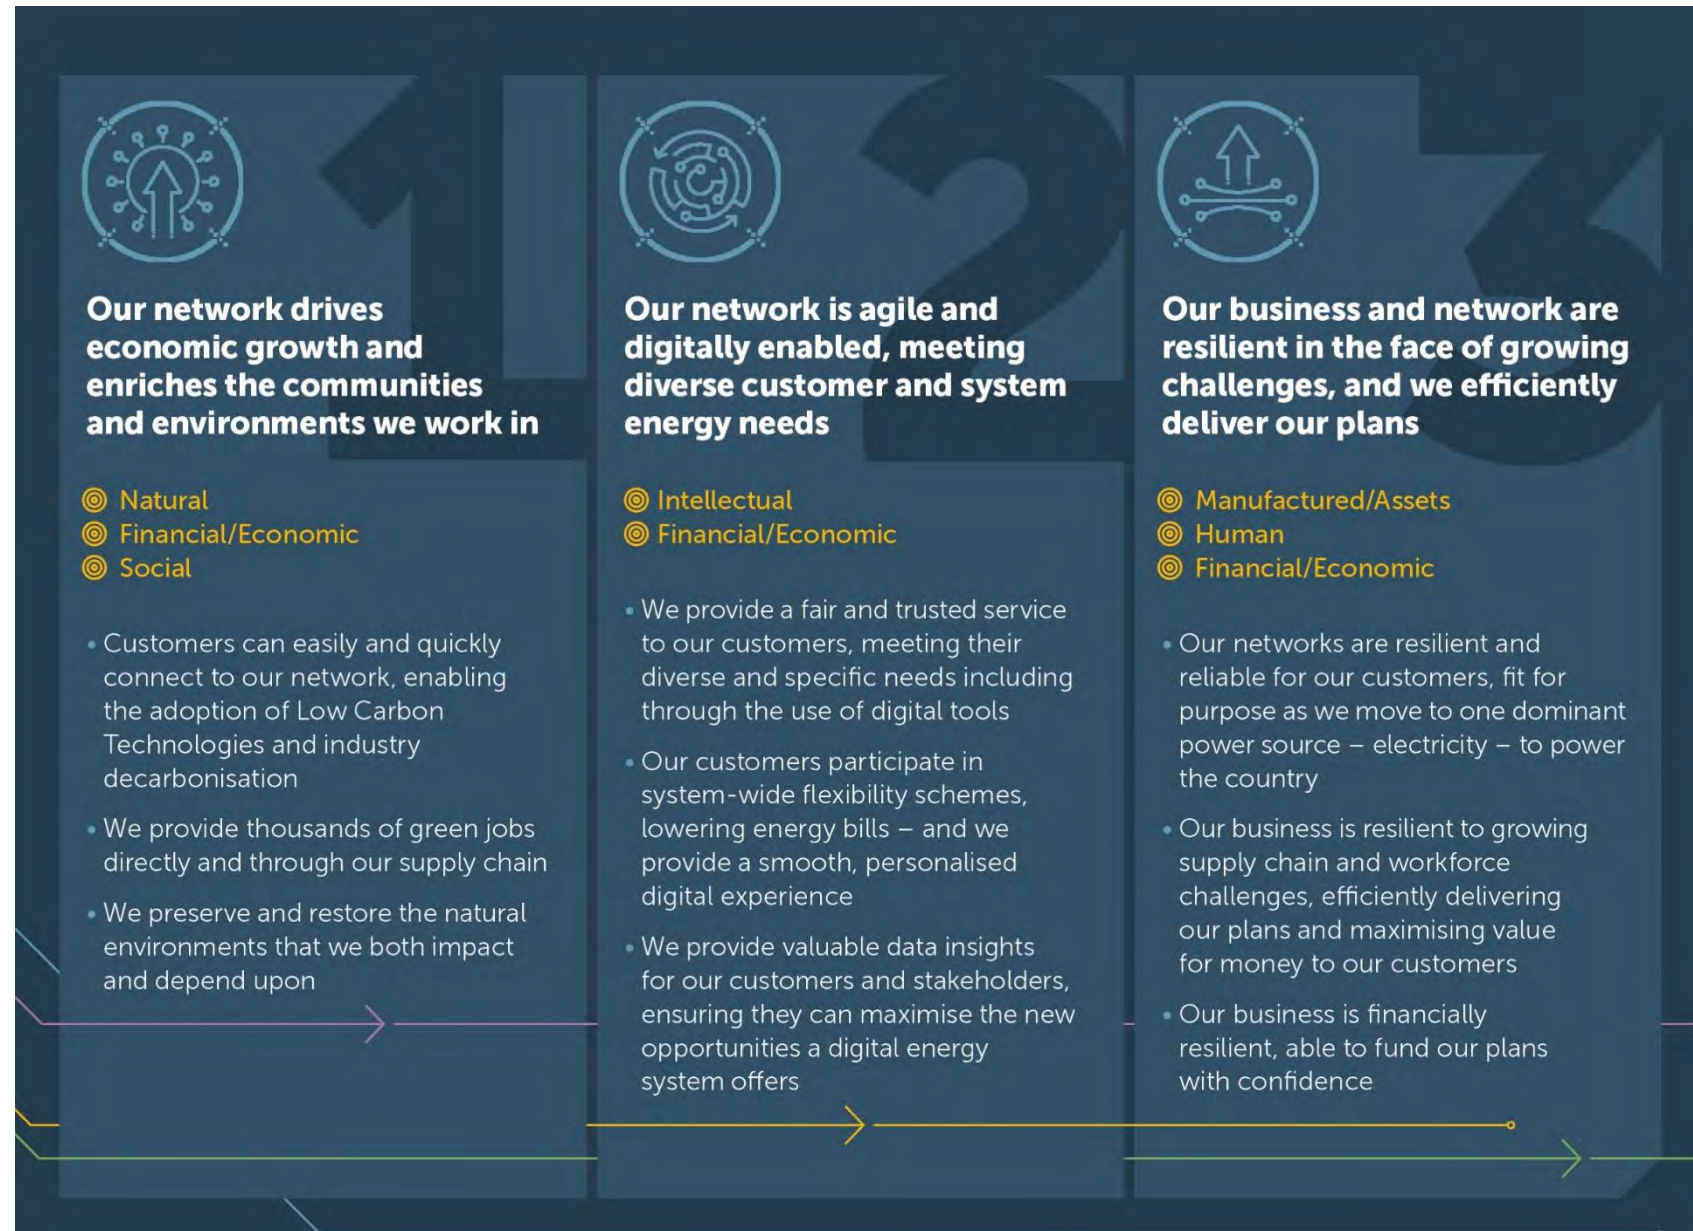 1
Our network drives
economic growth and
enriches the communities
and environments we work in
Natural
Financial/Economic
Social
• Customers can easily and quickly
connect to our network, enabling
the adoption of Low Carbon
Technologies and industry
decarbonisation
• We provide thousands of green jobs
directly and through our supply chain
• We preserve and restore the natural
environments that we both impact
and depend upon
2
Our network is agile and
digitally enabled, meeting
diverse customer and system
energy needs
Intellectual
Financial/Economic
• We provide a fair and trusted service
to our customers, meeting their
diverse and specific needs including
through the use of digital tools
• Our customers participate in
system-wide flexibility schemes,
lowering energy bills – and we
provide a smooth, personalised
digital experience
• We provide valuable data insights
for our customers and stakeholders,
ensuring they can maximise the new
opportunities a digital energy
system offers
3
Our business and network are
resilient in the face of growing
challenges, and we efficiently
deliver our plans
Manufactured/Assets
Human
Financial/Economic
• Our networks are resilient and
reliable for our customers, fit for
purpose as we move to one dominant
power source – electricity – to power
the country
• Our business is resilient to growing
supply chain and workforce
challenges, efficiently delivering
our plans and maximising value
for money to our customers
• Our business is financially
resilient, able to fund our plans
with confidence